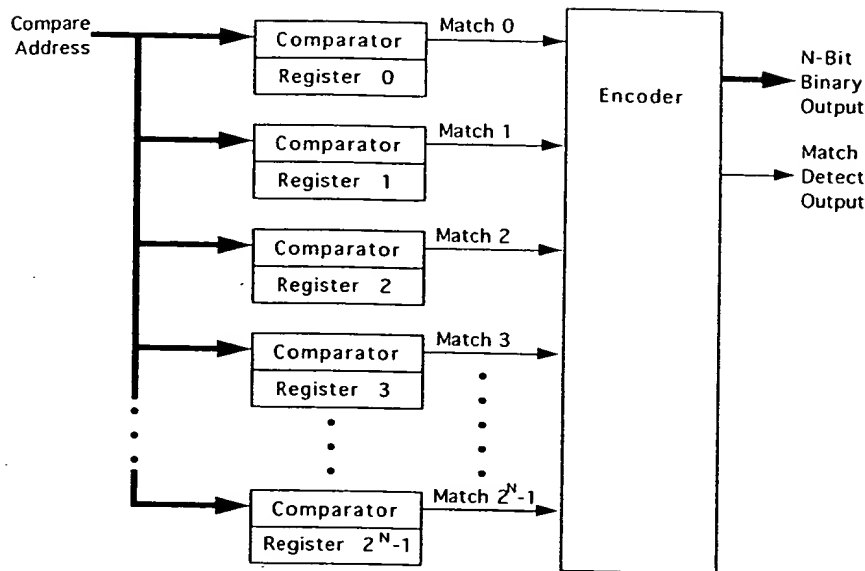 Compare
Address
Comparator
Register 0
Match 0
Comparator
Register 1
Match 1
Comparator
Register 2
Match 2
Comparator
Register 3
Match 3
Comparator
Register 2^N-1
Match 2^N-1
Encoder
N-Bit
Binary
Output
Match
Detect
Output